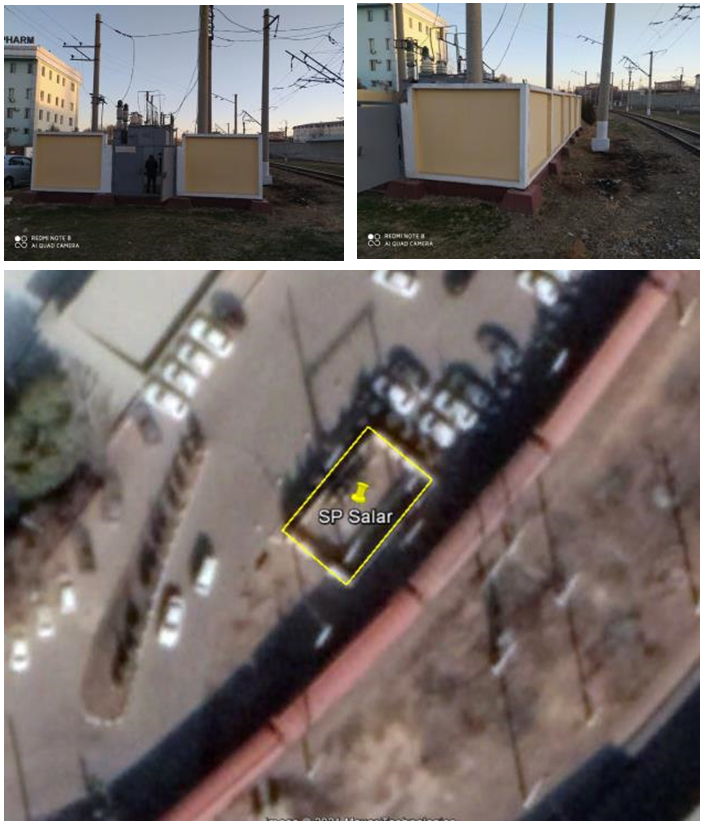 PHARM
REDMI NOTE 8
AI QUAD CAMERA
REDMI NOTE 8
AI QUAD CAMERA
SP Salar